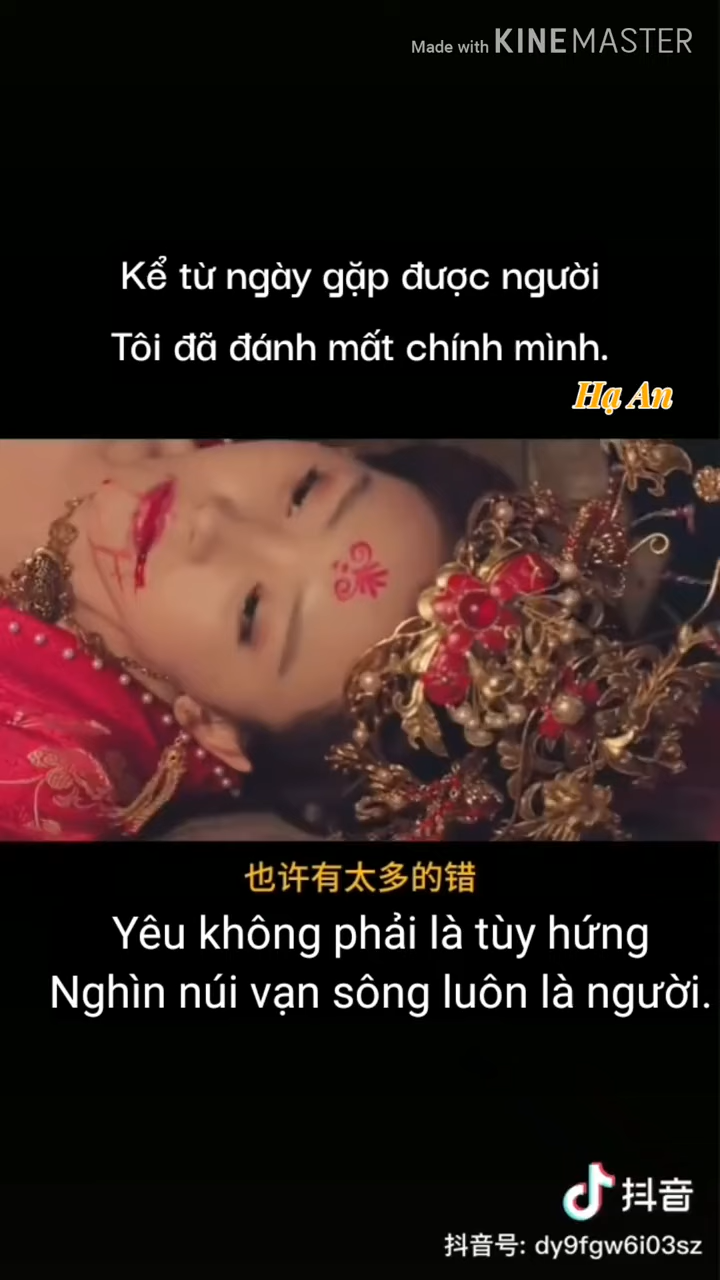 Made with KINEMASTER
Kể từ ngày gặp được người
Tôi đã đánh mất chính mình.
Hạ An
也许有太多的错
Yêu không phải là tùy hứng
Nghìn núi vạn sông luôn là người.
抖音
抖音号: dy9fgw6i03sz